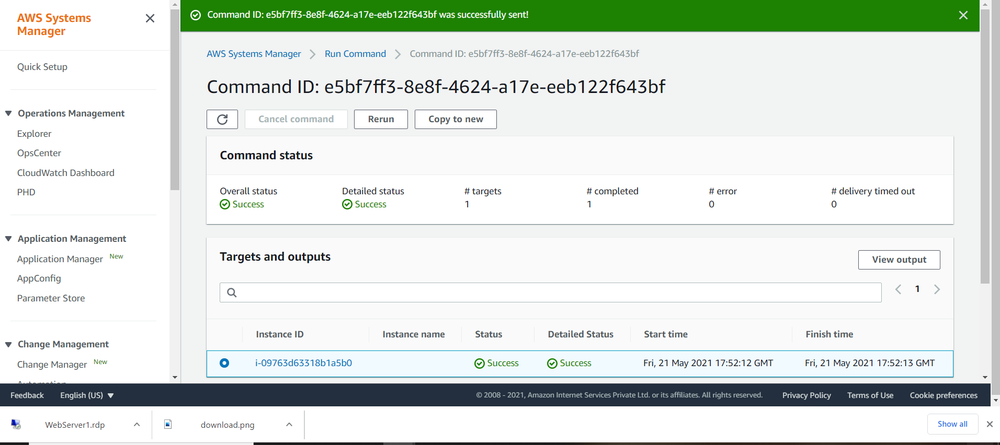 AWS Systems
Manager
Quick Setup
Operations Management
Explorer
OpsCenter
CloudWatch Dashboard
PHD
Application Management
Application Manager New
AppConfig
Parameter Store
Change Management
Change Manager New
Automation
Command ID: e5bf7ff3-8e8f-4624-a17e-eeb122f643bf was successfully sent!
AWS Systems Manager Run Command Command ID: e5bf7ff3-8e8f-4624-a17e-eeb122f643bf
Command ID: e5bf7ff3-8e8f-4624-a17e-eeb122f643bf
Cancel command Rerun Copy to new
Command status
Overall status Detailed status # targets # completed # error # delivery timed out
Success Success 1 1 0 0
Targets and outputs
View output
1
Instance ID Instance name Status Detailed Status Start time Finish time
i-09763d63318b1a5b0 Success Success Fri, 21 May 2021 17:52:12 GMT Fri, 21 May 2021 17:52:13 GMT
Feedback English (US) © 2008 - 2021, Amazon Internet Services Private Ltd. or its affiliates. All rights reserved. Privacy Policy Terms of Use Cookie preferences
WebServer1.rdp download.png Show all